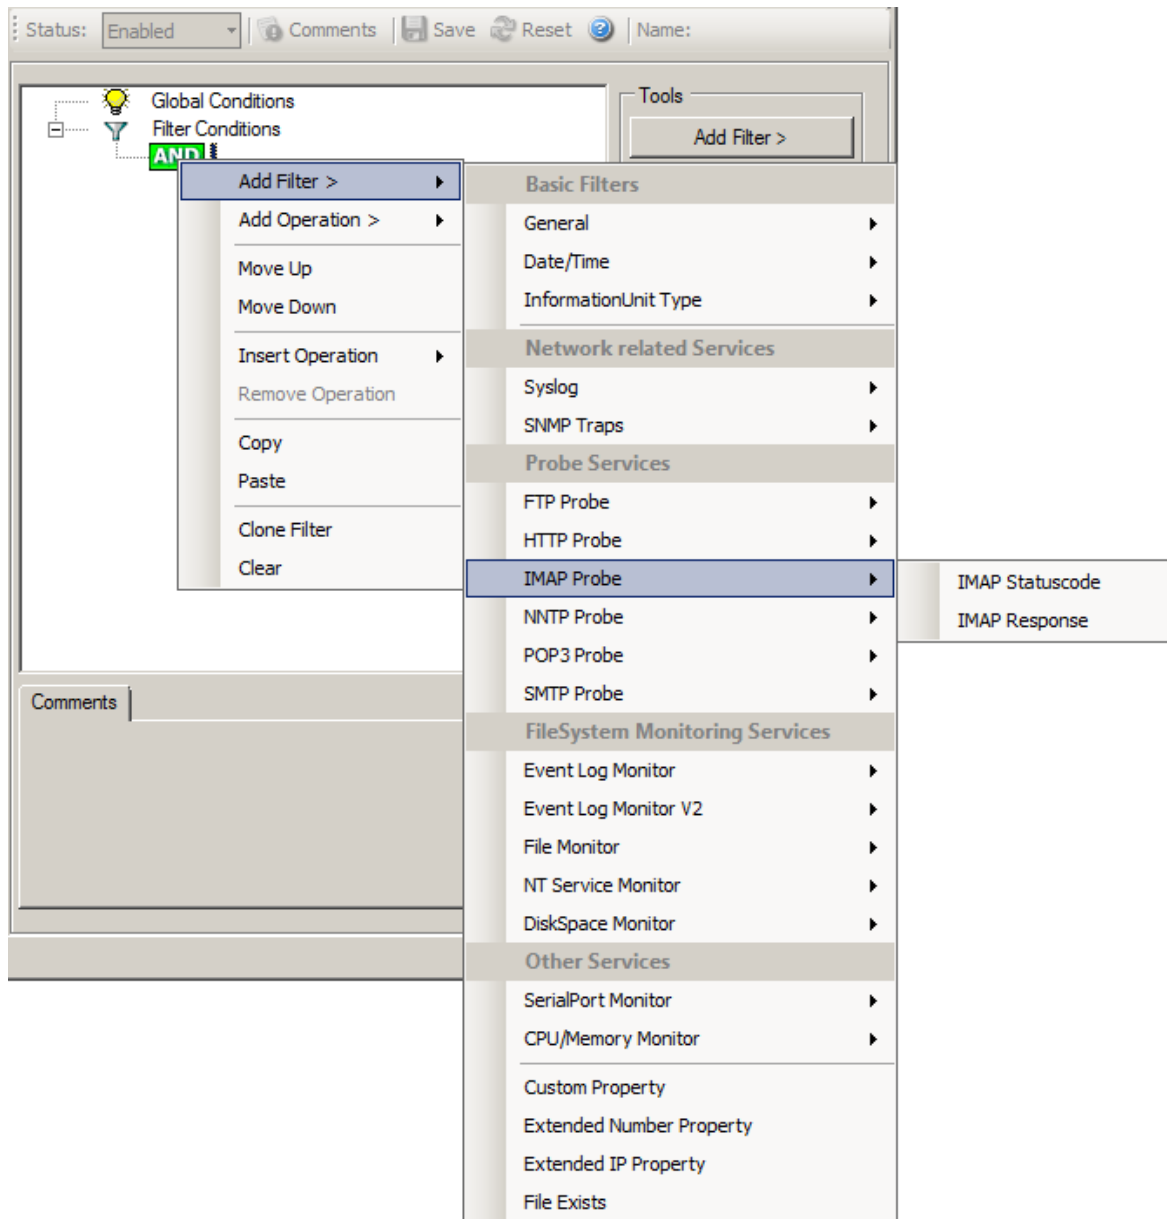 Status: Enabled Comments Save Reset Name:
Global Conditions
Filter Conditions
AND
Tools
Add Filter >
Add Filter >
Add Operation >
Move Up
Move Down
Insert Operation
Remove Operation
Copy
Paste
Clone Filter
Clear
Basic Filters
General
Date/Time
InformationUnit Type
Network related Services
Syslog
SNMP Traps
Probe Services
FTP Probe
HTTP Probe
IMAP Probe
NNTP Probe
POP3 Probe
SMTP Probe
FileSystem Monitoring Services
Event Log Monitor
Event Log Monitor V2
File Monitor
NT Service Monitor
DiskSpace Monitor
Other Services
SerialPort Monitor
CPU/Memory Monitor
Custom Property
Extended Number Property
Extended IP Property
File Exists
IMAP Statuscode
IMAP Response
Comments